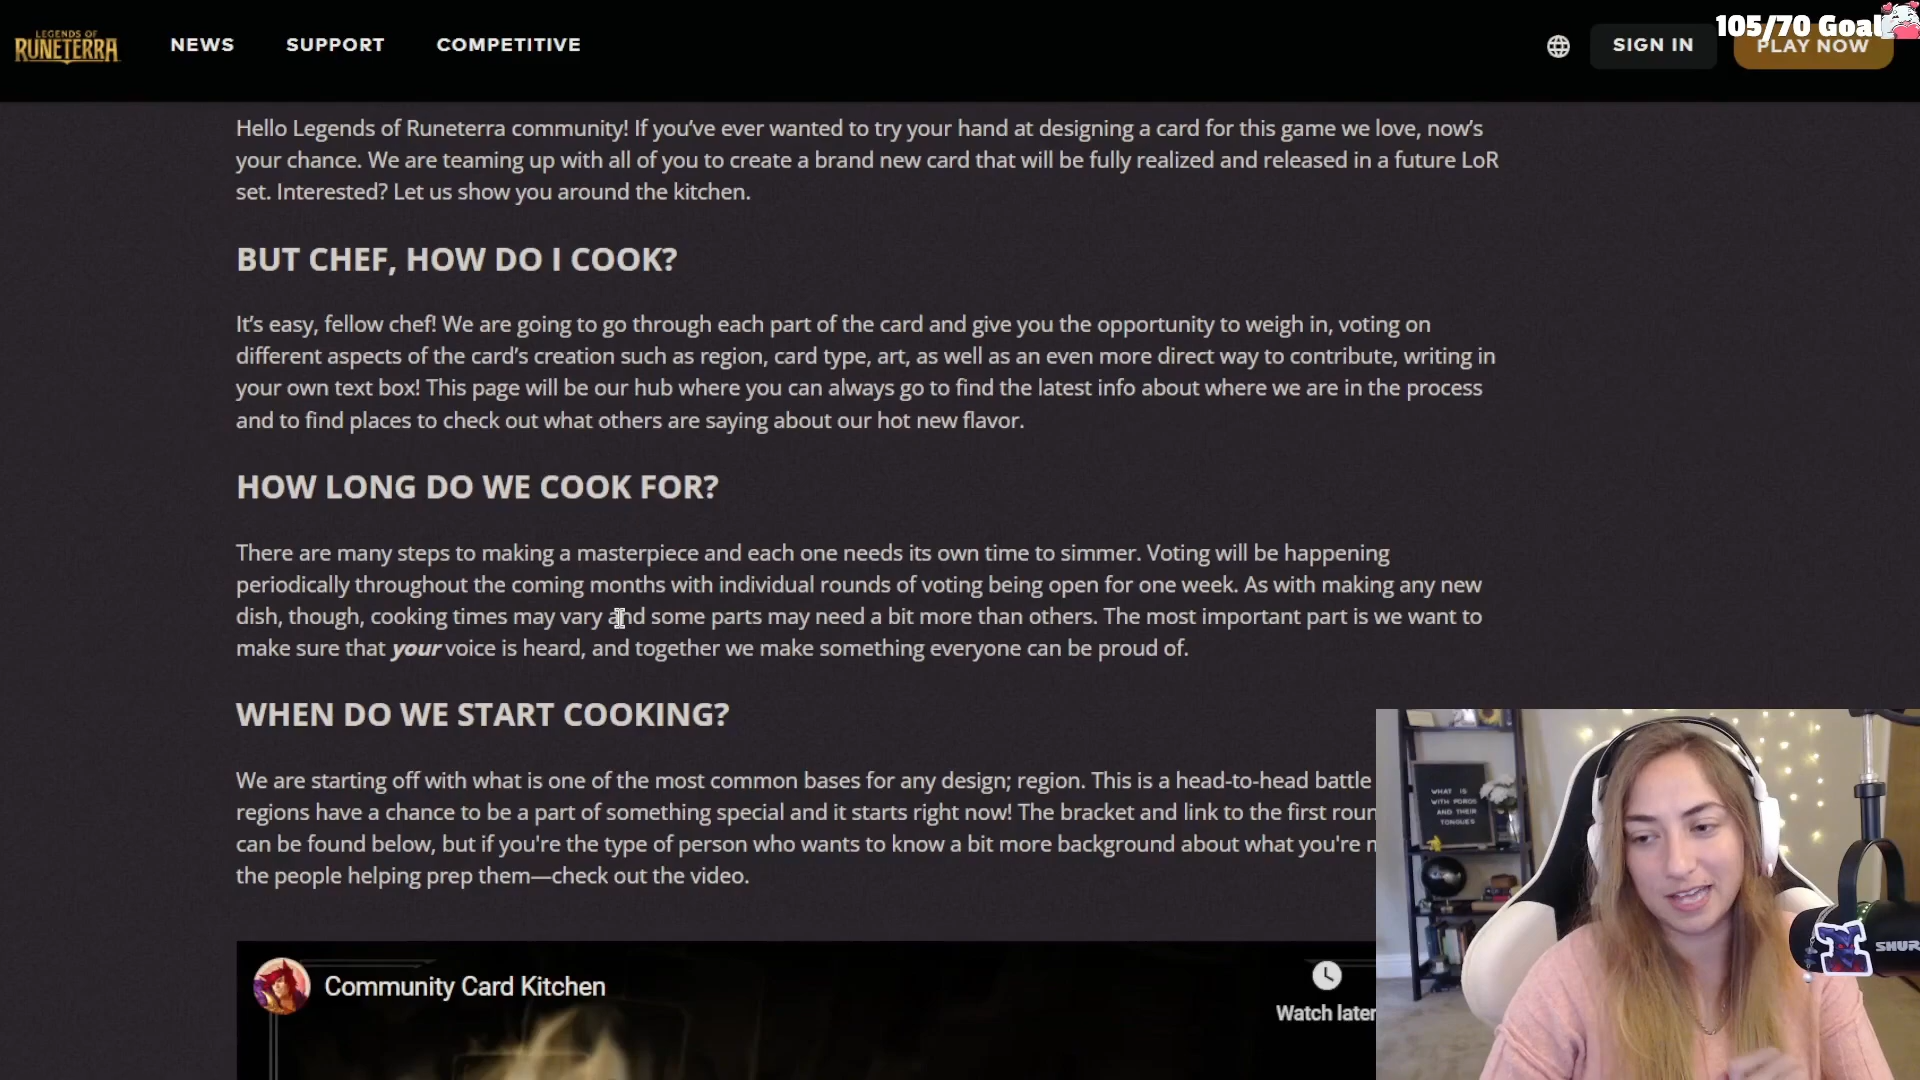 LEGENDS OF
RUNETERRA
NEWS
SUPPORT
COMPETITIVE
SIGN IN
105/70 Goal
PLAY NOW
Hello Legends of Runeterra community! If you’ve ever wanted to try your hand at designing a card for this game we love, now’s
your chance. We are teaming up with all of you to create a brand new card that will be fully realized and released in a future LoR
set. Interested? Let us show you around the kitchen.
BUT CHEF, HOW DO I COOK?
It’s easy, fellow chef! We are going to go through each part of the card and give you the opportunity to weigh in, voting on
different aspects of the card’s creation such as region, card type, art, as well as an even more direct way to contribute, writing in
your own text box! This page will be our hub where you can always go to find the latest info about where we are in the process
and to find places to check out what others are saying about our hot new flavor.
HOW LONG DO WE COOK FOR?
There are many steps to making a masterpiece and each one needs its own time to simmer. Voting will be happening
periodically throughout the coming months with individual rounds of voting being open for one week. As with making any new
dish, though, cooking times may vary and some parts may need a bit more than others. The most important part is we want to
make sure that your voice is heard, and together we make something everyone can be proud of.
WHEN DO WE START COOKING?
We are starting off with what is one of the most common bases for any design; region. This is a head-to-head battle
regions have a chance to be a part of something special and it starts right now! The bracket and link to the first roun
can be found below, but if you're the type of person who wants to know a bit more background about what you're
the people helping prep them—check out the video.
Community Card Kitchen
Watch later
WHAT IS
WITH POROS
AND THEIR
TONGUES
SHUR